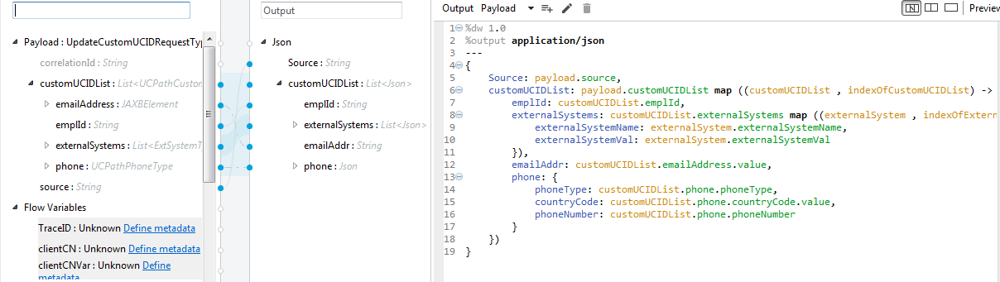 Output
Output Payload
Preview
Payload : UpdateCustomUCIDRequestTyp
correlationId : String
customUCIDList : List<UCPathCustom
emailAddress : JAXBElement
emplId : String
externalSystems : List<ExtSystemTy
phone : UCPathPhoneType
source : String
Flow Variables
TraceID : Unknown Define metadata
clientCN : Unknown Define metadata
clientCNVar : Unknown Define
metadata
Json
Source : String
customUCIDList : List<Json>
emplId : String
externalSystems : List<Json>
emailAddr : String
phone : Json
1 %dw 1.0
2 %output application/json
3 ---
4 {
5 Source: payload.source,
6 customUCIDList: payload.customUCIDList map ((customUCIDList , indexOfCustomUCIDList) ->
7 emplId: customUCIDList.emplId,
8 externalSystems: customUCIDList.externalSystems map ((externalSystem , indexOfExtern
9 externalSystemName: externalSystem.externalSystemName,
10 externalSystemVal: externalSystem.externalSystemVal
11 }),
12 emailAddr: customUCIDList.emailAddress.value,
13 phone: {
14 phoneType: customUCIDList.phone.phoneType,
15 countryCode: customUCIDList.phone.countryCode.value,
16 phoneNumber: customUCIDList.phone.phoneNumber
17 }
18 })
19 }